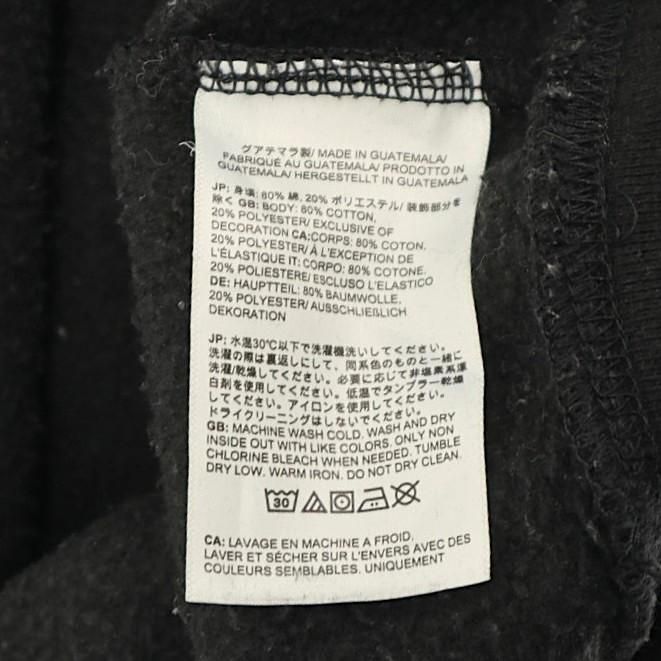 グアテマラ製/ MADE IN GUATEMALA/
FABRIQUÉ AU GUATEMALA/ PRODOTTO IN
GUATEMALA/ HERGESTELLT IN GUATEMALA
JP: 身頃: 80% 綿, 20% ポリエステル/ 装飾部分を
除く GB: BODY: 80% COTTON,
20% POLYESTER/ EXCLUSIVE OF
DECORATION CA:CORPS: 80% COTON.
20% POLYESTER/ À L'EXCEPTION DE
L'ÉLASTIQUE IT: CORPO: 80% COTONE.
20% POLIESTERE/ ESCLUSO L'ELASTICO
DE: HAUPTTEIL: 80% BAUMWOLLE,
20% POLYESTER/ AUSSCHLIEßLICH
DEKORATION
JP: 水温30℃以下で洗濯機洗いしてください。
洗濯の際は裏返しにして、同系色のものと一緒に
洗濯/乾燥してください。必要に応じて非塩素系漂
白剤を使用してください。低温でタンブラー乾燥
してください。アイロンを使用してください。
ドライクリーニングはしないでください。
GB: MACHINE WASH COLD. WASH AND DRY
INSIDE OUT WITH LIKE COLORS. ONLY NON
CHLORINE BLEACH WHEN NEEDED. TUMBLE
DRY LOW. WARM IRON. DO NOT DRY CLEAN.
30
CA: LAVAGE EN MACHINE A FROID.
LAVER ET SÉCHER SUR L'ENVERS AVEC DES
COULEURS SEMBLABLES. UNIQUEMENT